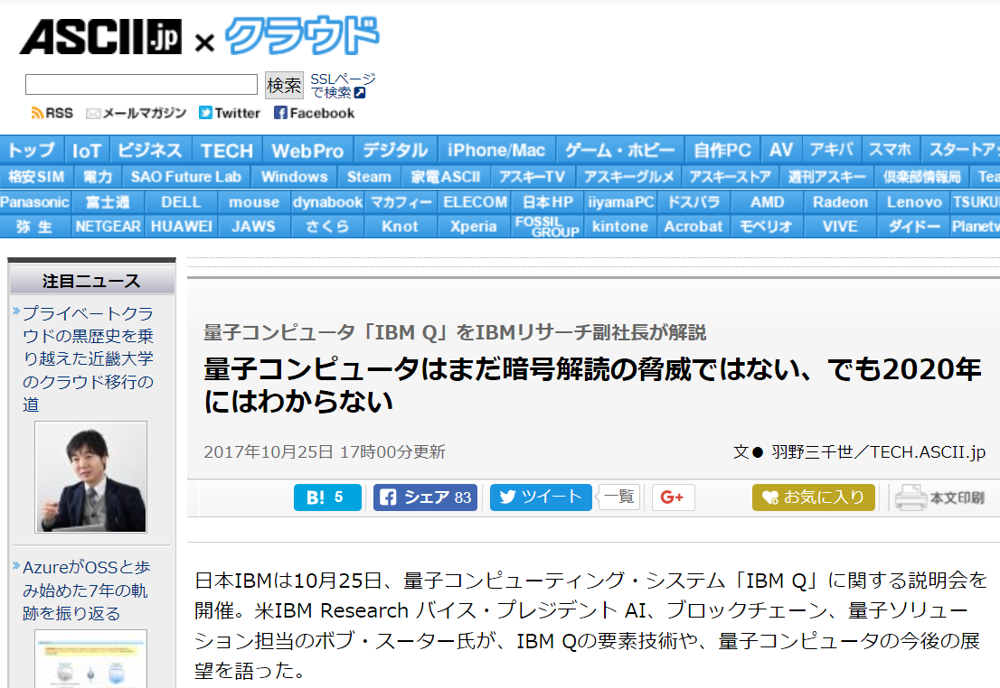 ASCII.jp × クラウド
検索 SSLページ
で検索
RSS メールマガジン Twitter Facebook
トップ IoT ビジネス TECH WebPro デジタル iPhone/Mac ゲーム・ホビー 自作PC AV アキバ スマホ スタートアッ
格安SIM 電力 SAO Future Lab Windows Steam 家電ASCII アスキーTV アスキーグルメ アスキーストア 週刊アスキー 倶楽部情報局 Tea
Panasonic 富士通 DELL mouse dynabook マカフィー ELECOM 日本HP iiyamaPC ドスパラ AMD Radeon Lenovo TSUKU
弥生 NETGEAR HUAWEI JAWS さくら Knot Xperia FOSSIL GROUP kintone Acrobat モベリオ VIVE ダイドー Planetw
注目ニュース
プライベートクラ
ウドの黒歴史を乗
り越えた近畿大学
のクラウド移行の
道
AzureがOSSと歩
み始めた7年の軌
跡を振り返る
量子コンピュータ「IBM Q」をIBMリサーチ副社長が解説
量子コンピュータはまだ暗号解読の脅威ではない、でも2020年
にはわからない
2017年10月25日 17時00分更新
文● 羽野三千世／TECH.ASCII.jp
B! 5 シェア 83 ツイート 一覧 G+ お気に入り 本文印刷
日本IBMは10月25日、量子コンピューティング・システム「IBM Q」に関する説明会を
開催。米IBM Research バイス・プレジデント AI、ブロックチェーン、量子ソリュー
ション担当のボブ・スーター氏が、IBM Qの要素技術や、量子コンピュータの今後の展
望を語った。